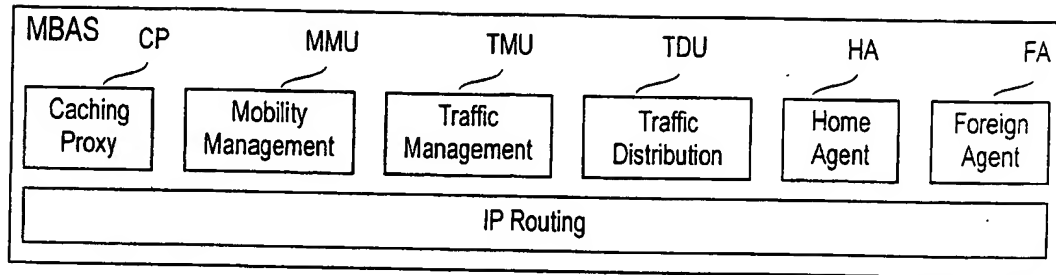 MBAS CP MMU TMU TDU HA FA
Caching Proxy
Mobility Management
Traffic Management
Traffic Distribution
Home Agent
Foreign Agent
IP Routing